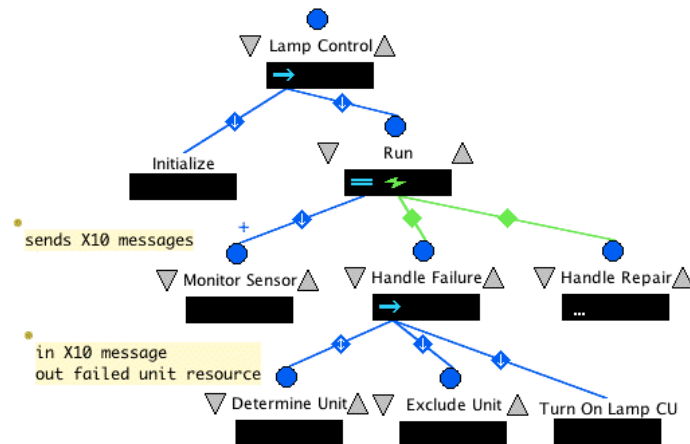 Lamp Control
Initialize
Run
+
sends X10 messages
Monitor Sensor
Handle Failure
Handle Repair
...
in X10 message
out failed unit resource
Determine Unit
Exclude Unit
Turn On Lamp CU